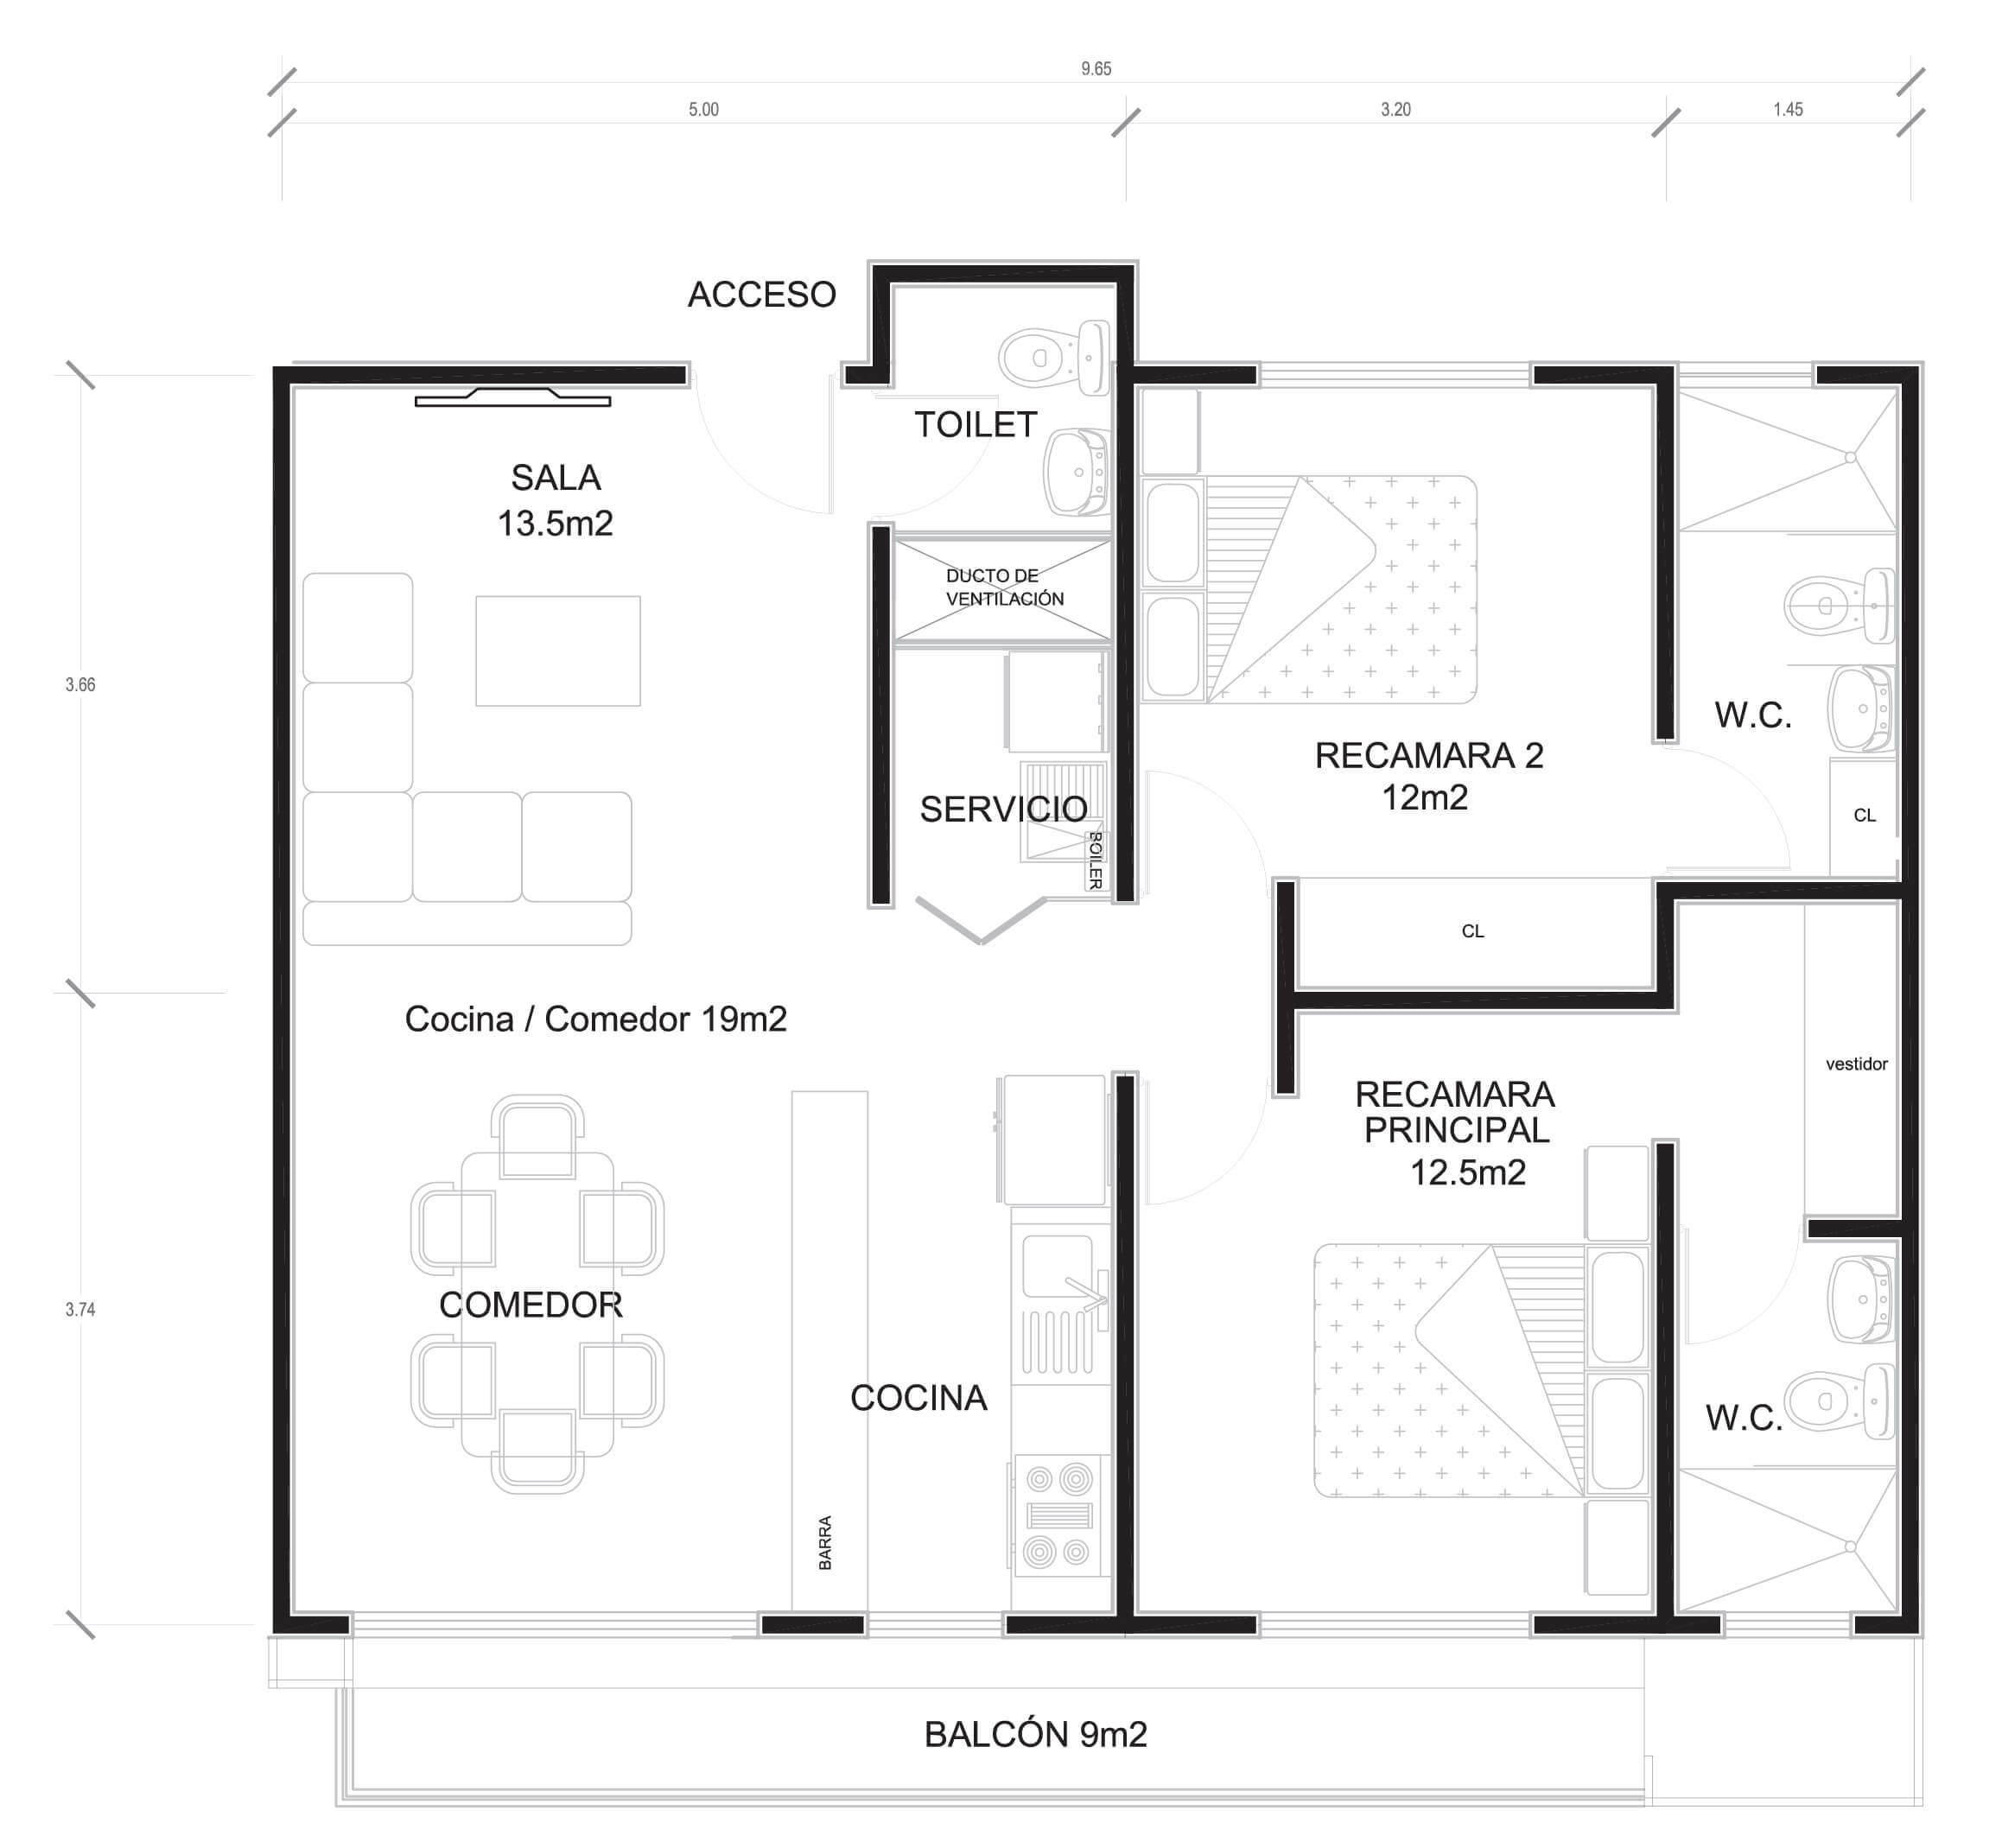 9.65
5.00
3.20
1.45
ACCESO
TOILET
SALA
13.5m2
DUCTO DE
VENTILACIÓN
3.66
W.C.
RECAMARA 2
12m2
SERVICIO
BOILER
CL
CL
Cocina / Comedor 19m2
vestidor
RECAMARA
PRINCIPAL
12.5m2
3.74
COMEDOR
COCINA
W.C.
BARRA
BALCÓN 9m2